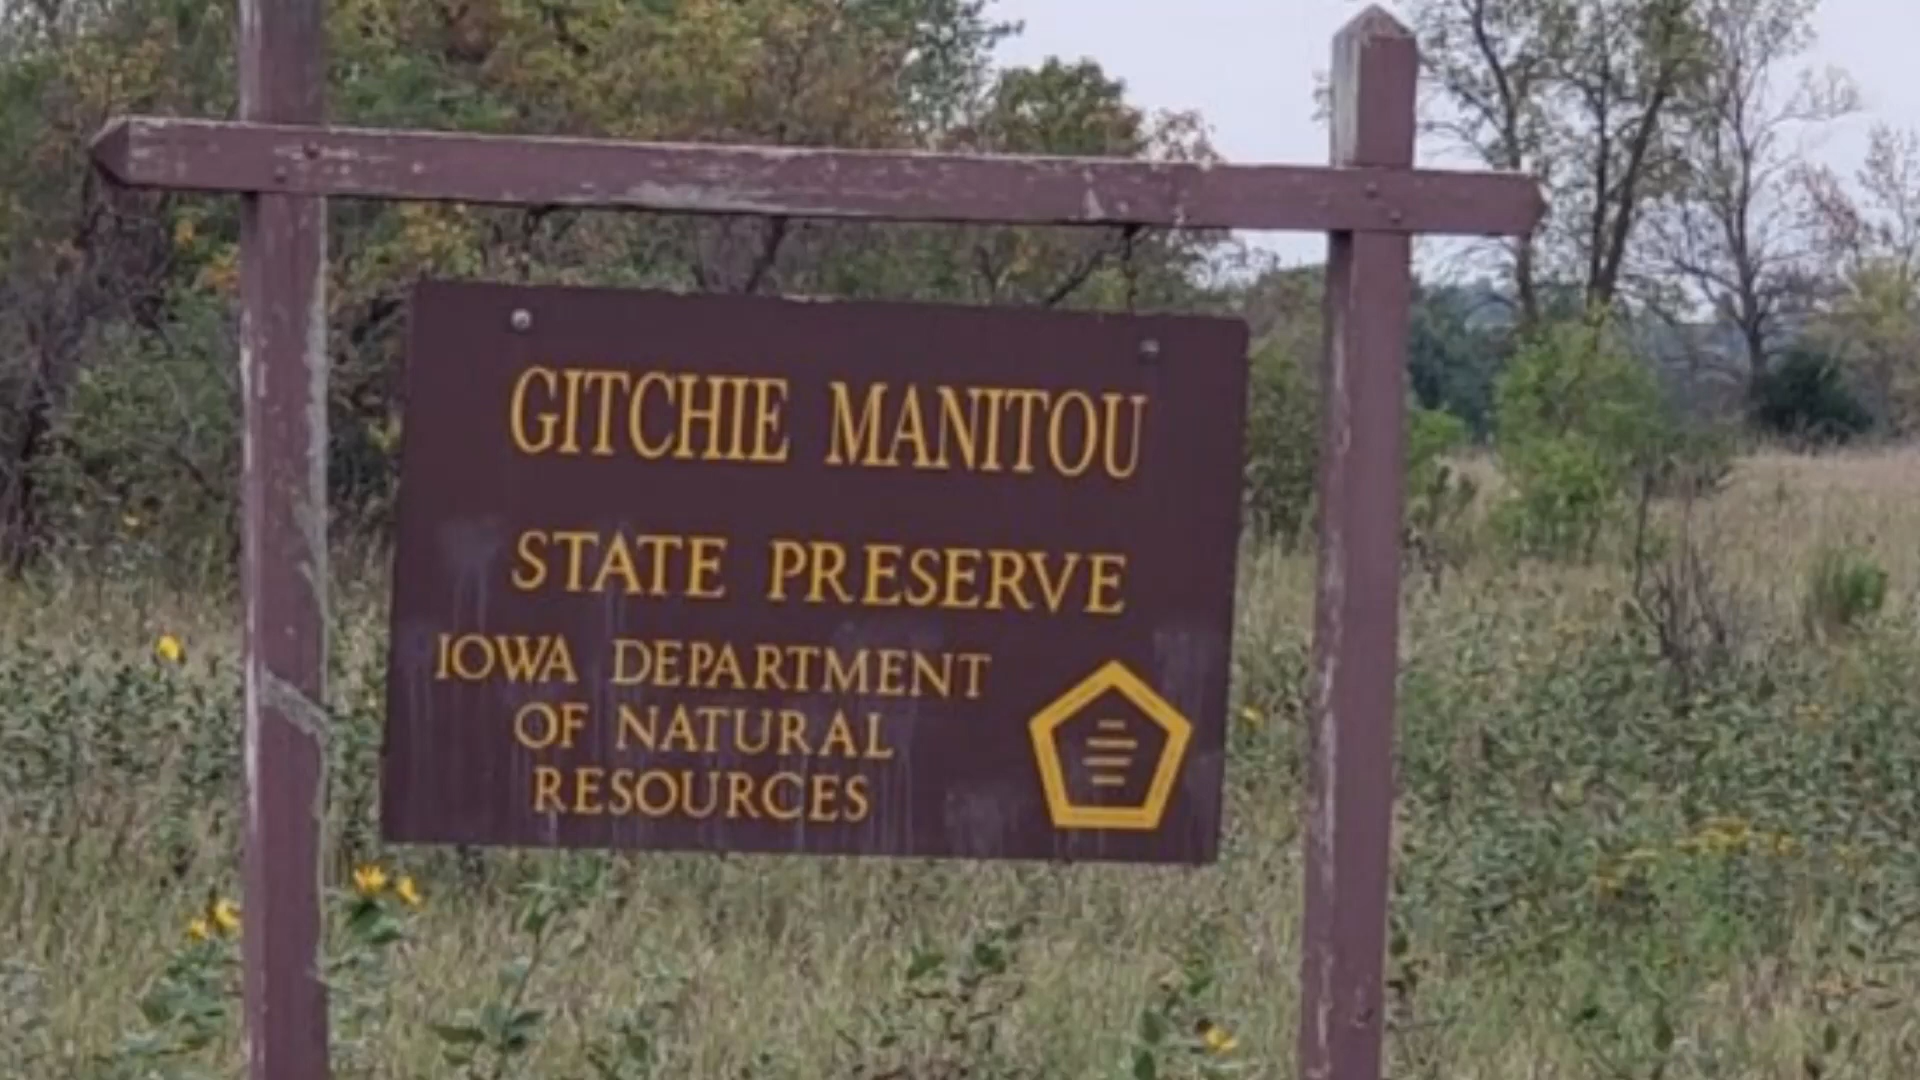 GITCHIE MANITOU
STATE PRESERVE
IOWA DEPARTMENT
OF NATURAL
RESOURCES